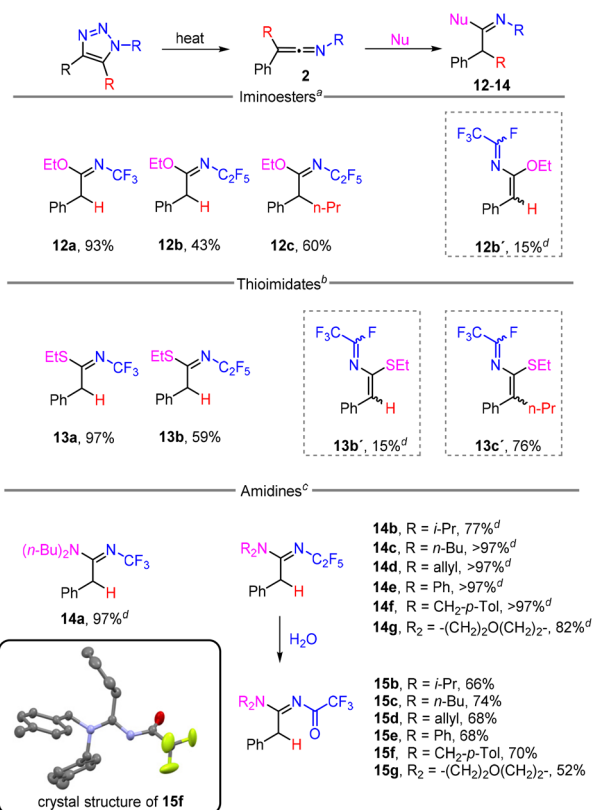 N N N R R R
heat
R Ph N R
2
Nu
Nu N R Ph R
12-14
Iminoestersᵃ
EtO N CF₃ Ph H
12a, 93%
EtO N C₂F₅ Ph H
12b, 43%
EtO N C₂F₅ Ph n-Pr
12c, 60%
F₃C F N OEt Ph H
12b´, 15%ᵈ
Thioimidatesᵇ
EtS N CF₃ Ph H
13a, 97%
EtS N C₂F₅ Ph H
13b, 59%
F₃C F N SEt Ph H
13b´, 15%ᵈ
F₃C F N SEt Ph n-Pr
13c´, 76%
Amidinesᶜ
(n-Bu)₂N N CF₃ Ph H
14a, 97%ᵈ
NR₂ N C₂F₅ Ph H
14b, R = i-Pr, 77%ᵈ
14c, R = n-Bu, >97%ᵈ
14d, R = allyl, >97%ᵈ
14e, R = Ph, >97%ᵈ
14f, R = CH₂-p-Tol, >97%ᵈ
14g, R₂ = -(CH₂)₂O(CH₂)₂-, 82%ᵈ
H₂O
NR₂ N CF₃ O Ph H
15b, R = i-Pr, 66%
15c, R = n-Bu, 74%
15d, R = allyl, 68%
15e, R = Ph, 68%
15f, R = CH₂-p-Tol, 70%
15g, R₂ = -(CH₂)₂O(CH₂)₂-, 52%
crystal structure of 15f